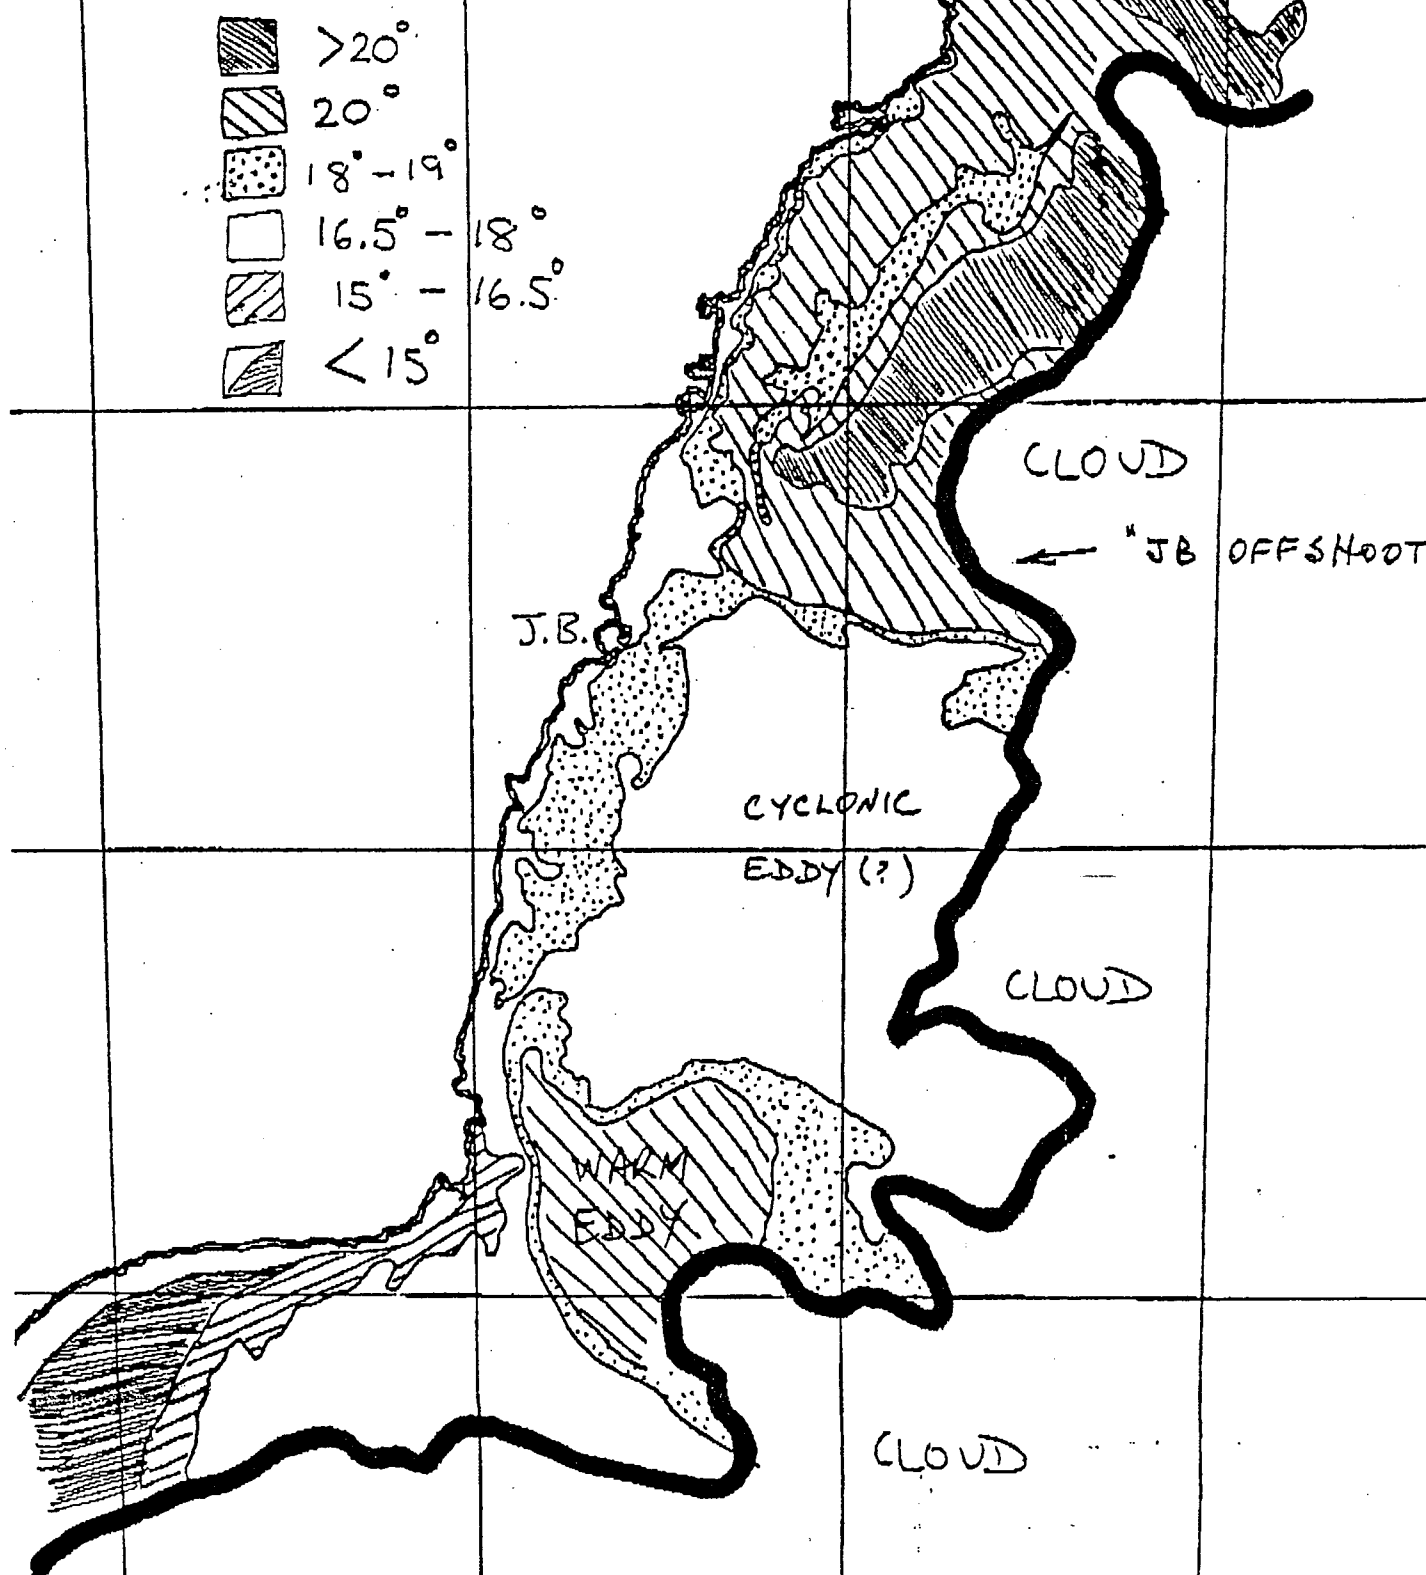 >20°
20°
18°-19°
16.5° - 18°
15° - 16.5°
<15°
CLOUD
"JB OFFSHOOT
J.B.
CYCLONIC
EDDY (?)
CLOUD
WARM
EDDY
CLOUD